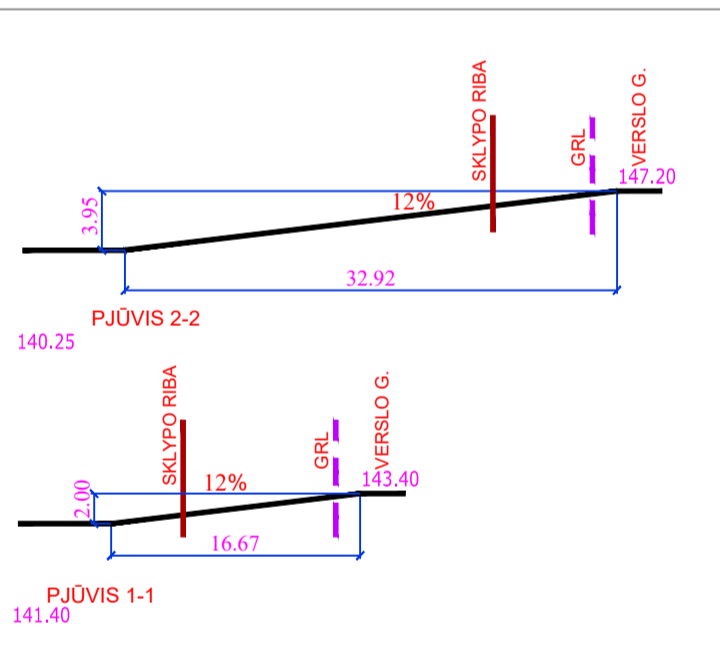 SKLYPO RIBA
GRL
VERSLO G.
147.20
12%
3.95
32.92
PJŪVIS 2-2
140.25
SKLYPO RIBA
GRL
VERSLO G.
143.40
12%
2.00
16.67
PJŪVIS 1-1
141.40